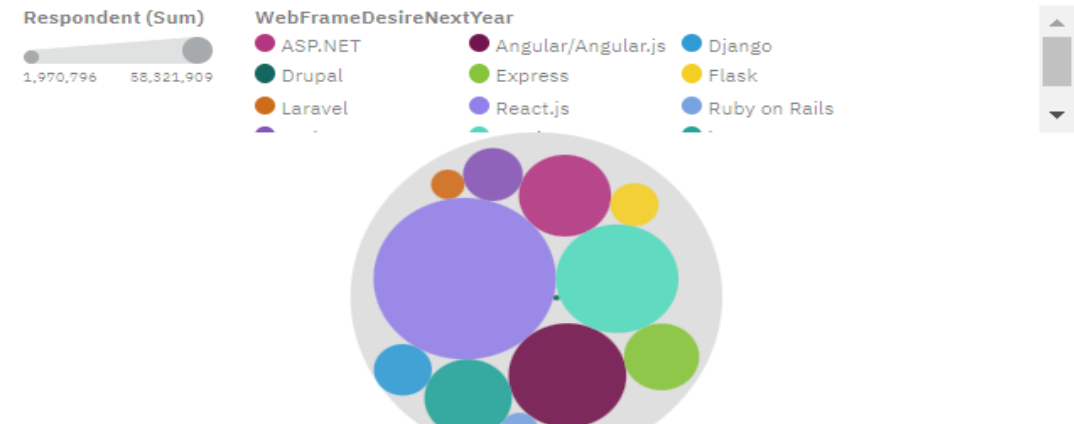 Respondent (Sum)
1,970,796 58,321,909
WebFrameDesireNextYear
ASP.NET Angular/Angular.js Django
Drupal Express Flask
Laravel React.js Ruby on Rails